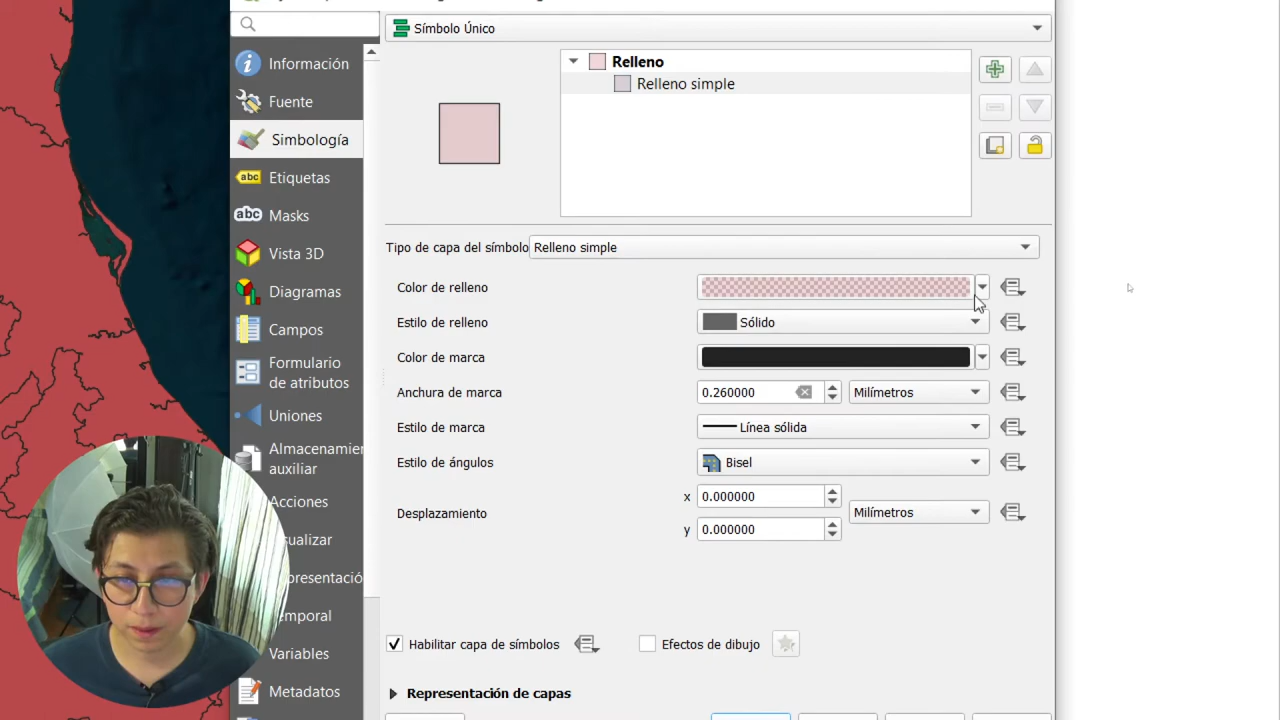 Símbolo Único
Información
Fuente
Simbología
Etiquetas
Masks
Vista 3D
Diagramas
Campos
Formulario
de atributos
Uniones
Almacenamien
auxiliar
Acciones
sualizar
presentació
emporal
Variables
Metadatos
Relleno
Relleno simple
Tipo de capa del símbolo Relleno simple
Color de relleno
Estilo de relleno Sólido
Color de marca
Anchura de marca 0.260000 Milímetros
Estilo de marca Línea sólida
Estilo de ángulos Bisel
x 0.000000
Desplazamiento Milímetros
y 0.000000
Habilitar capa de símbolos Efectos de dibujo
Representación de capas